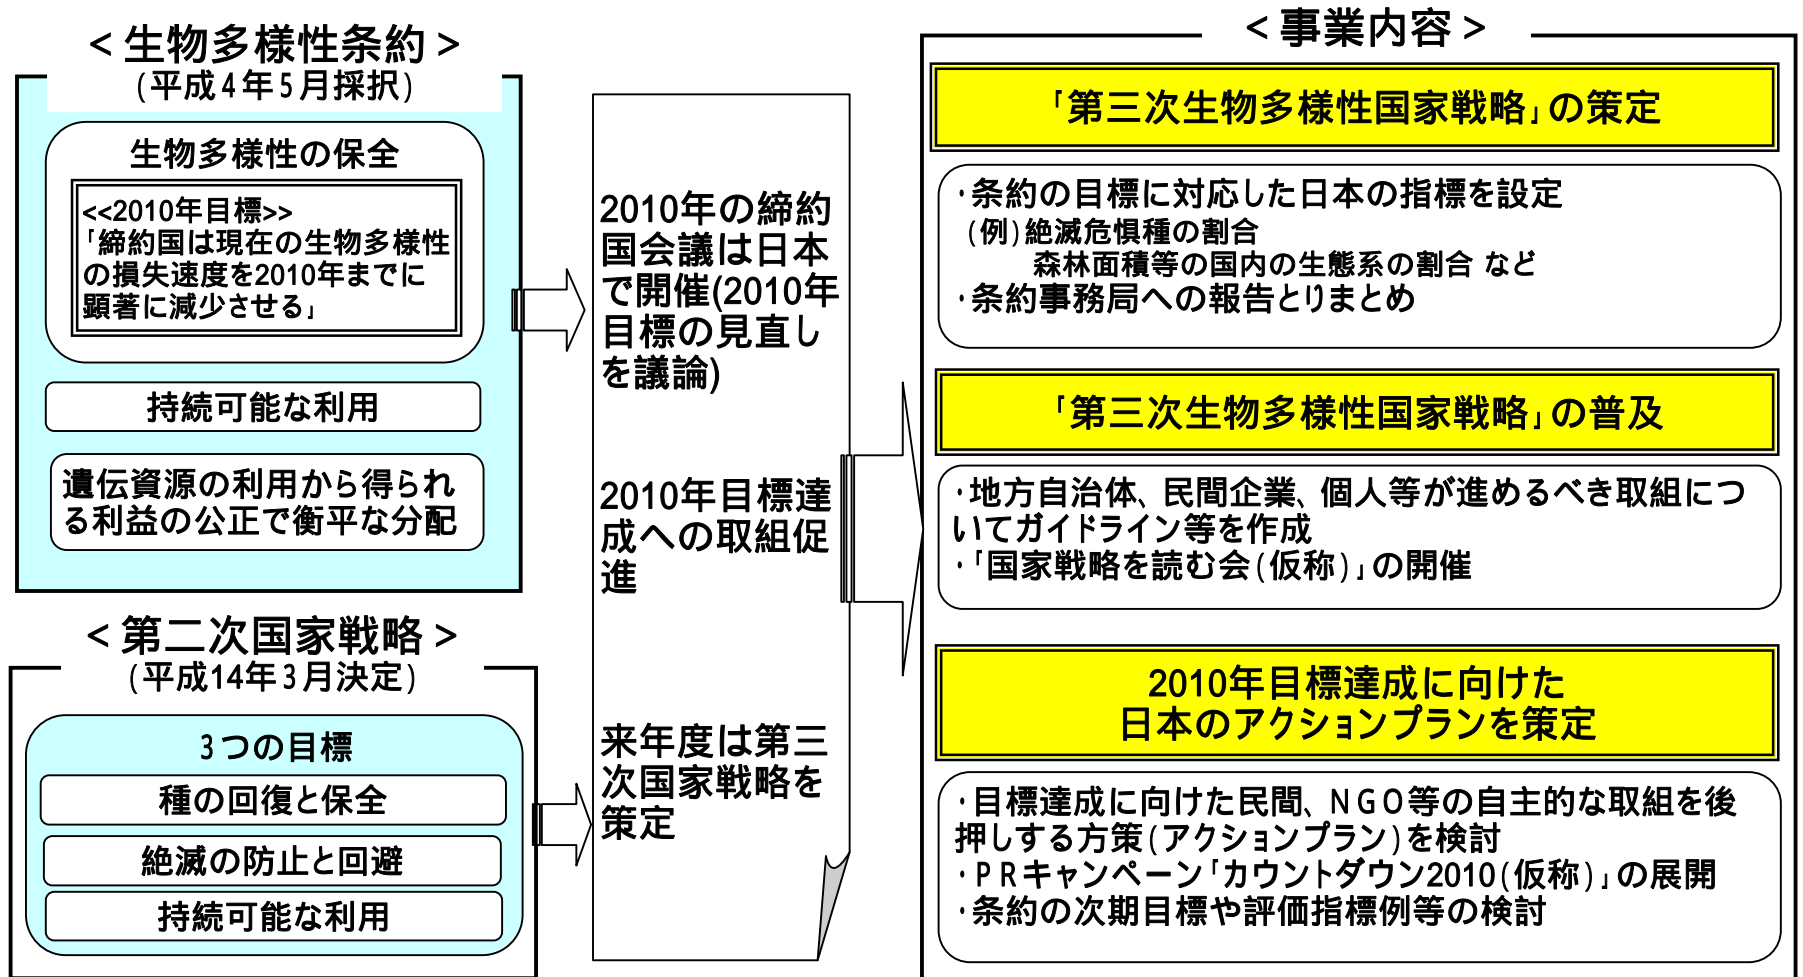 ＜生物多様性条約＞
(平成４年５月採択)
生物多様性の保全
<<2010年目標>>
「締約国は現在の生物多様性
の損失速度を2010年までに
顕著に減少させる」
持続可能な利用
遺伝資源の利用から得られ
る利益の公正で衡平な分配
＜第二次国家戦略＞
(平成14年３月決定)
３つの目標
種の回復と保全
絶滅の防止と回避
持続可能な利用
2010年の締約
国会議は日本
で開催(2010年
目標の見直し
を議論)
2010年目標達
成への取組促
進
来年度は第三
次国家戦略を
策定
＜事業内容＞
「第三次生物多様性国家戦略」の策定
・条約の目標に対応した日本の指標を設定
(例)絶滅危惧種の割合
森林面積等の国内の生態系の割合 など
・条約事務局への報告とりまとめ
「第三次生物多様性国家戦略」の普及
・地方自治体、民間企業、個人等が進めるべき取組につ
いてガイドライン等を作成
・「国家戦略を読む会(仮称)」の開催
2010年目標達成に向けた
日本のアクションプランを策定
・目標達成に向けた民間、ＮＧＯ等の自主的な取組を後
押しする方策(アクションプラン)を検討
・ＰＲキャンペーン「カウントダウン2010(仮称)」の展開
・条約の次期目標や評価指標例等の検討